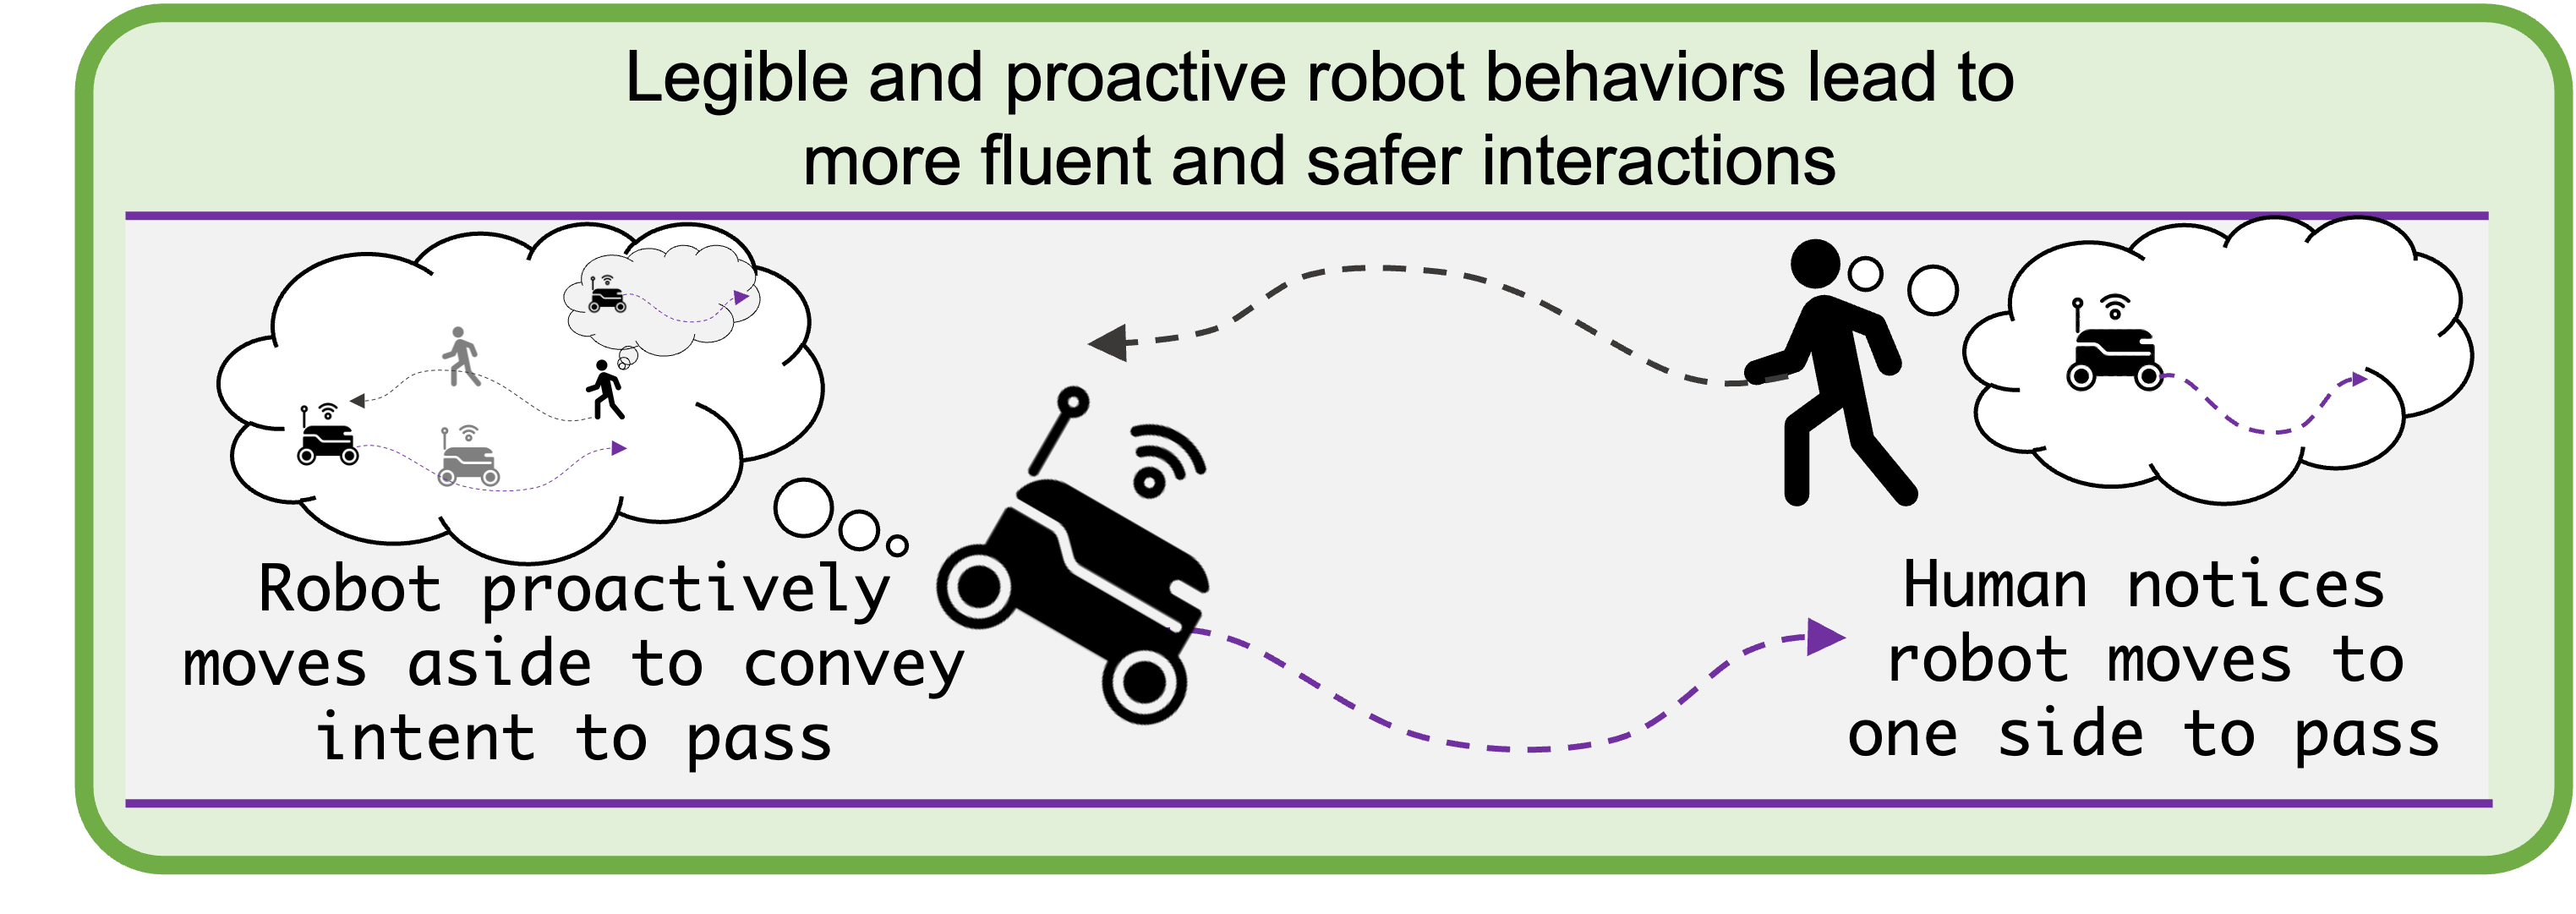 Legible and proactive robot behaviors lead to
more fluent and safer interactions
Robot proactively
moves aside to convey
intent to pass
Human notices
robot moves to
one side to pass